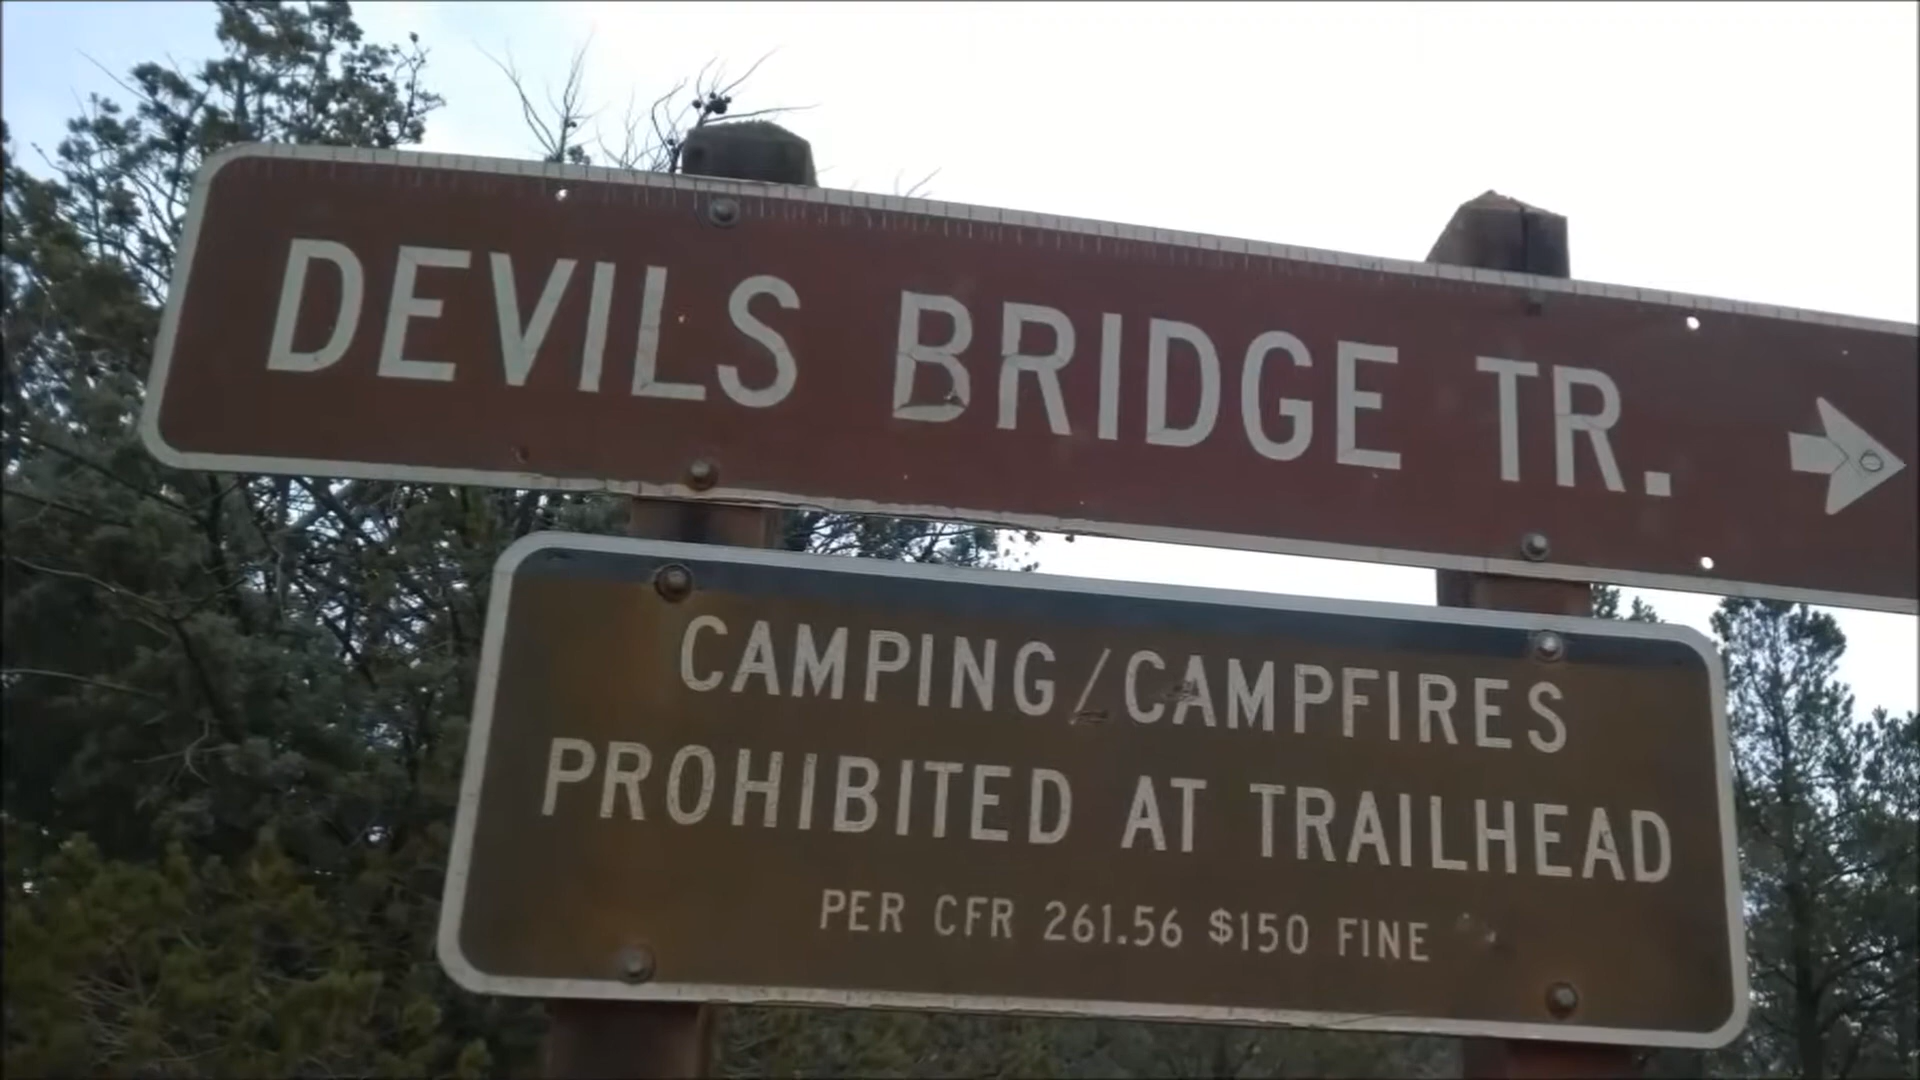 DEVILS BRIDGE TR.
CAMPING/CAMPFIRES
PROHIBITED AT TRAILHEAD
PER CFR 261.56 $150 FINE